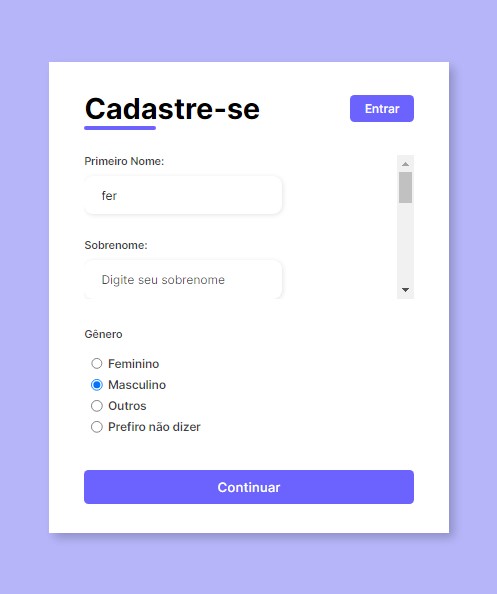 Cadastre-se
Entrar
Primeiro Nome:
fer
Sobrenome:
Digite seu sobrenome
Gênero
Feminino
Masculino
Outros
Prefiro não dizer
Continuar